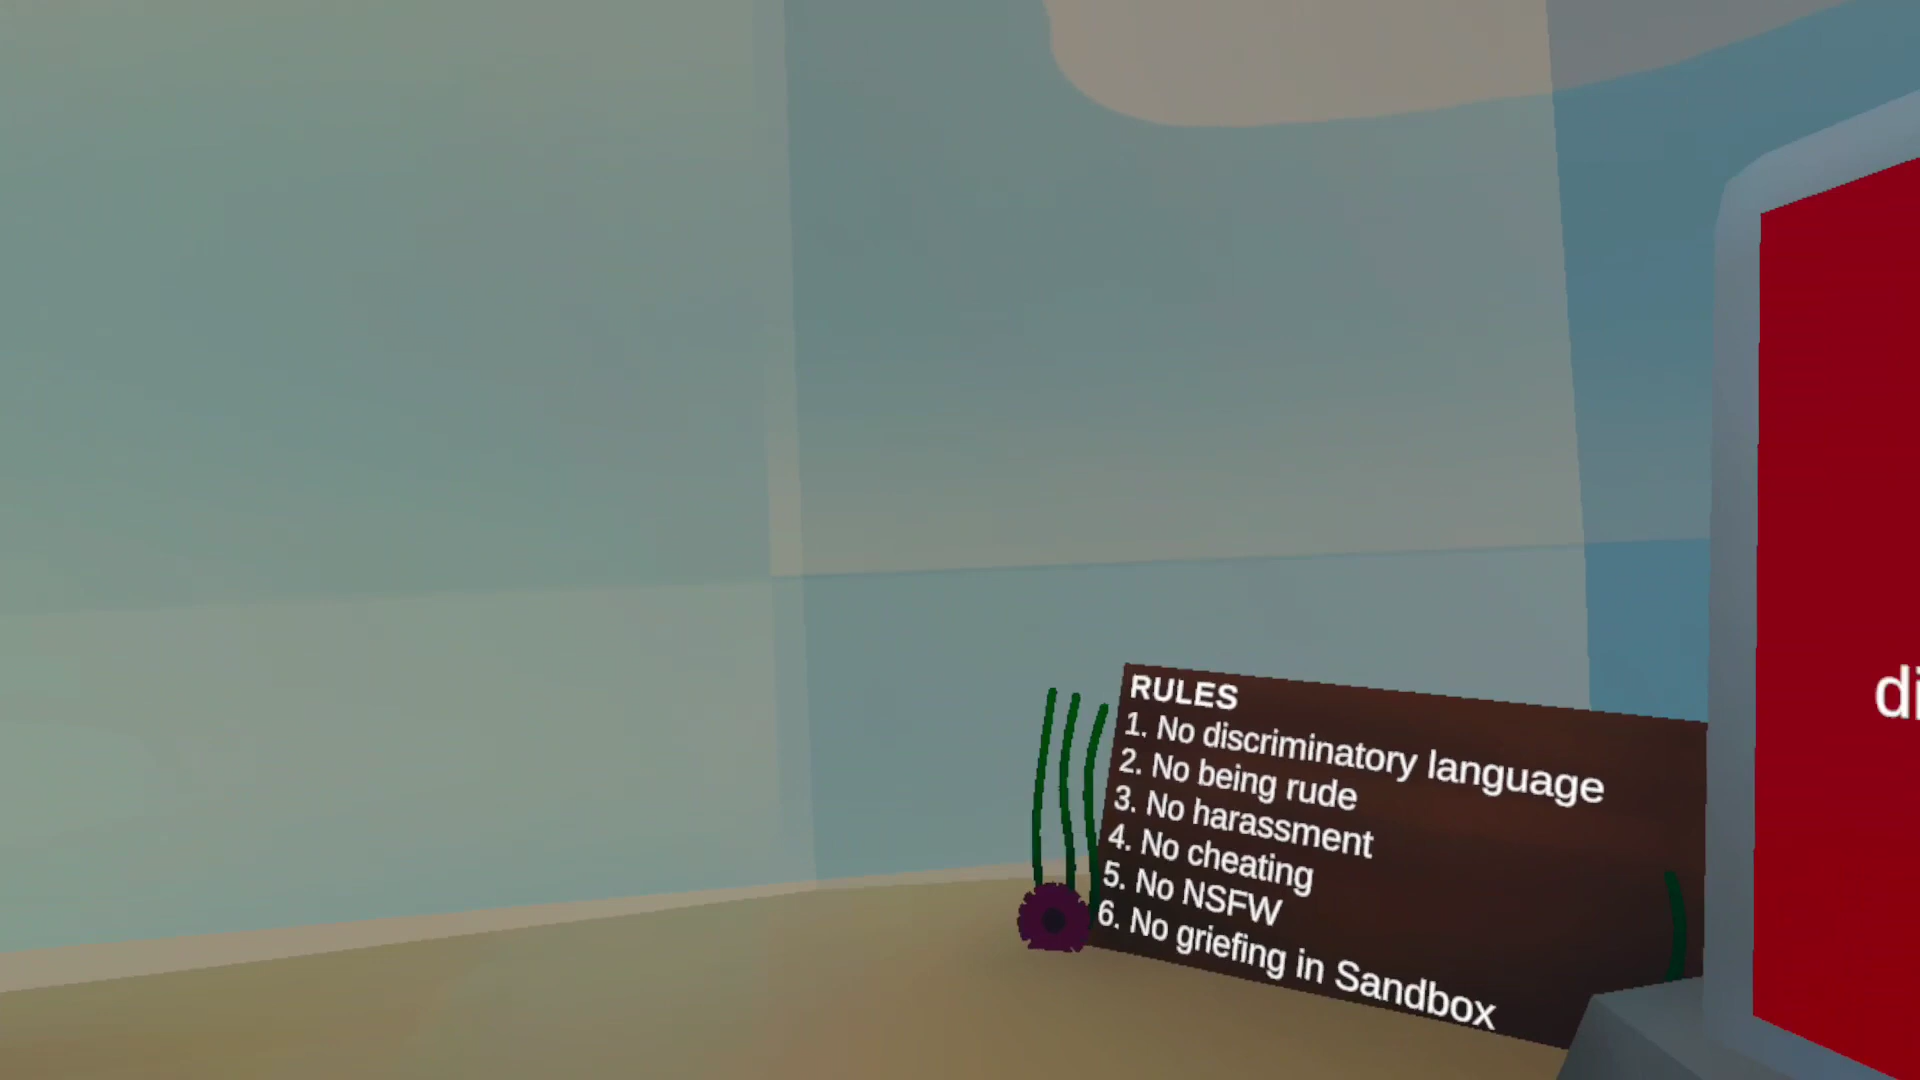 RULES
1. No discriminatory language
2. No being rude
3. No harassment
4. No cheating
5. No NSFW
6. No griefing in Sandbox
di